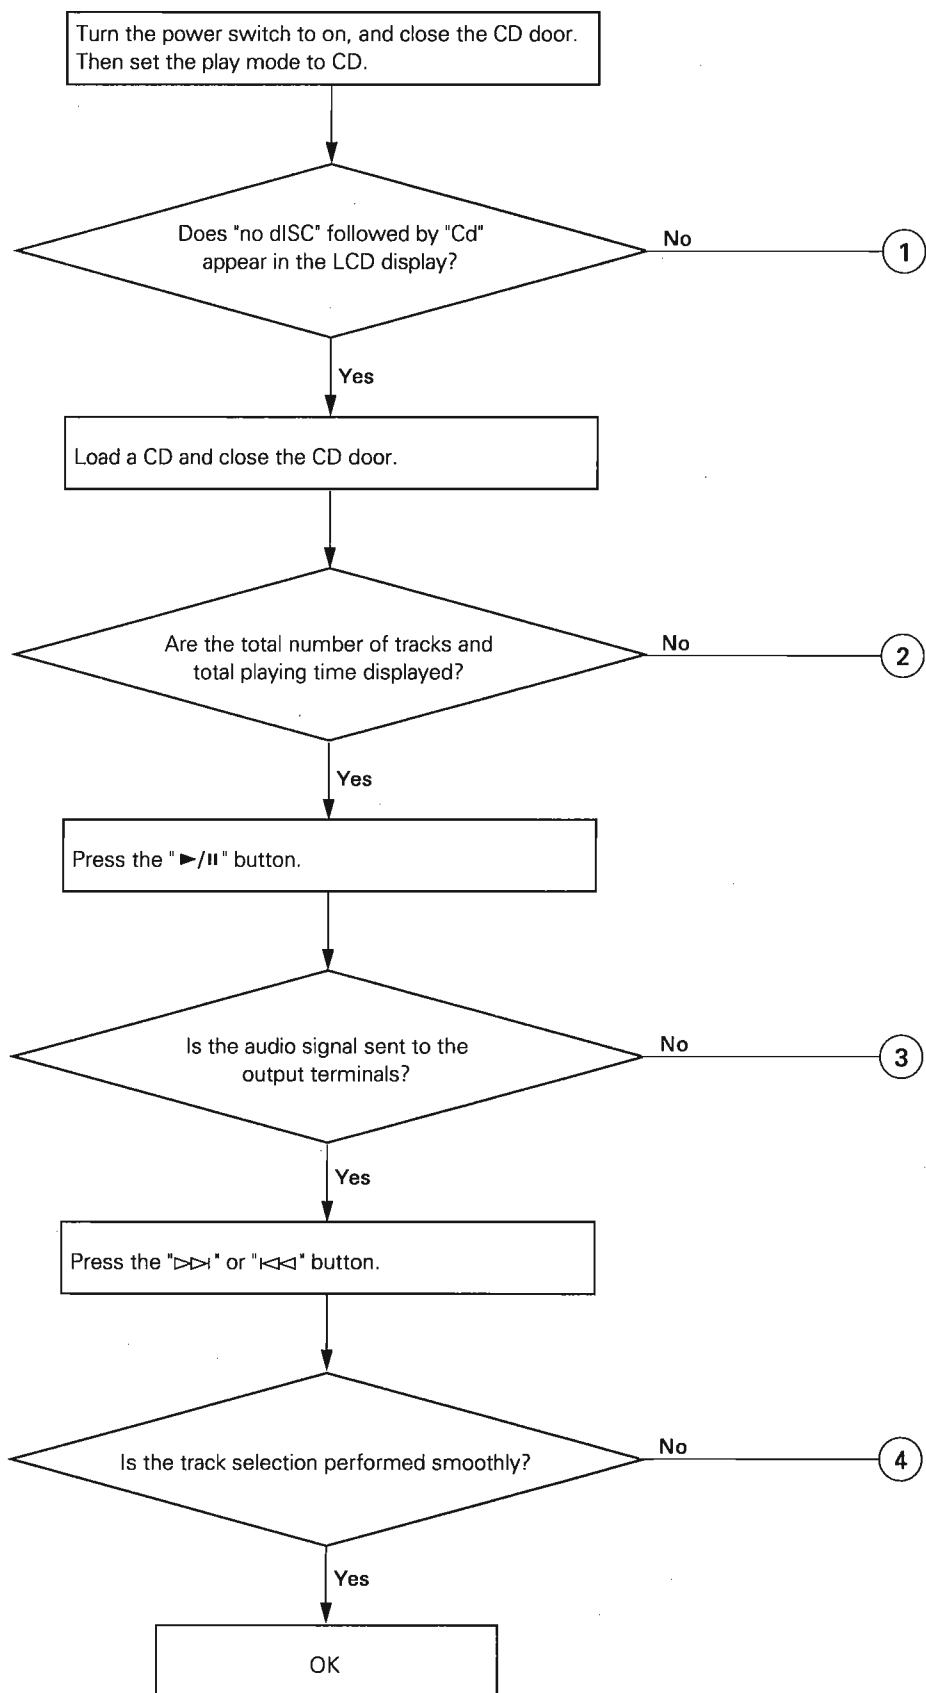 Turn the power switch to on, and close the CD door.
Then set the play mode to CD.
Does "no dISC" followed by "Cd"
appear in the LCD display?
No
1
Yes
Load a CD and close the CD door.
Are the total number of tracks and
total playing time displayed?
No
2
Yes
Press the "►/II" button.
Is the audio signal sent to the
output terminals?
No
3
Yes
Press the "▷▷I" or "I◁◁" button.
Is the track selection performed smoothly?
No
4
Yes
OK